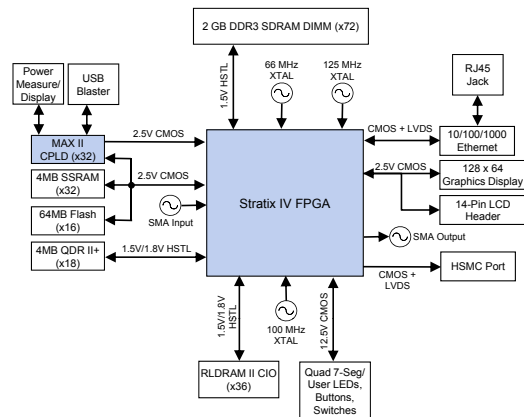 2 GB DDR3 SDRAM DIMM (x72)
1.5V HSTL
66 MHz
XTAL
125 MHz
XTAL
RJ45
Jack
Power
Measure/
Display
USB
Blaster
MAX II
CPLD (x32)
2.5V CMOS
CMOS + LVDS
10/100/1000
Ethernet
4MB SSRAM
(x32)
2.5V CMOS
2.5V CMOS
128 x 64
Graphics Display
64MB Flash
(x16)
SMA Input
Stratix IV FPGA
14-Pin LCD
Header
4MB QDR II+
(x18)
1.5V/1.8V HSTL
SMA Output
CMOS +
LVDS
HSMC Port
1.5V/1.8V
HSTL
100 MHz
XTAL
12.5V CMOS
RLDRAM II CIO
(x36)
Quad 7-Seg/
User LEDs,
Buttons,
Switches